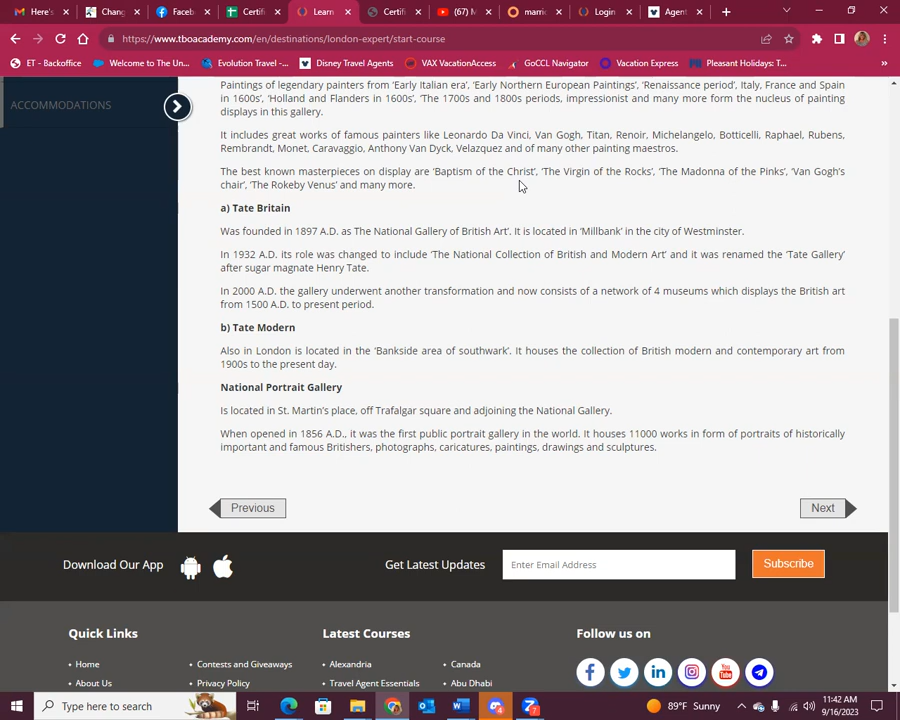 Here's
Chang
Faceb
Certifi
Learn
Certifi
(67) M
marri
Login
Agent
https://www.tboacademy.com/en/destinations/london-expert/start-course
ET - Backoffice
Welcome to The Un...
Evolution Travel -...
Disney Travel Agents
VAX VacationAccess
GoCCL Navigator
Vacation Express
Pleasant Holidays: T...
»
ACCOMMODATIONS
Paintings of legendary painters from 'Early Italian era', 'Early Northern European Paintings', 'Renaissance period', Italy, France and Spain
in 1600s', 'Holland and Flanders in 1600s', 'The 1700s and 1800s periods, impressionist and many more form the nucleus of painting
displays in this gallery.
It includes great works of famous painters like Leonardo Da Vinci, Van Gogh, Titan, Renoir, Michelangelo, Botticelli, Raphael, Rubens,
Rembrandt, Monet, Caravaggio, Anthony Van Dyck, Velazquez and of many other painting maestros.
The best known masterpieces on display are 'Baptism of the Christ', 'The Virgin of the Rocks', 'The Madonna of the Pinks', 'Van Gogh's
chair', 'The Rokeby Venus' and many more.
a) Tate Britain
Was founded in 1897 A.D. as The National Gallery of British Art'. It is located in 'Millbank' in the city of Westminster.
In 1932 A.D. its role was changed to include 'The National Collection of British and Modern Art' and it was renamed the 'Tate Gallery'
after sugar magnate Henry Tate.
In 2000 A.D. the gallery underwent another transformation and now consists of a network of 4 museums which displays the British art
from 1500 A.D. to present period.
b) Tate Modern
Also in London is located in the 'Bankside area of southwark'. It houses the collection of British modern and contemporary art from
1900s to the present day.
National Portrait Gallery
Is located in St. Martin's place, off Trafalgar square and adjoining the National Gallery.
When opened in 1856 A.D., it was the first public portrait gallery in the world. It houses 11000 works in form of portraits of historically
important and famous Britishers, photographs, caricatures, paintings, drawings and sculptures.
Previous
Next
Download Our App
Get Latest Updates
Enter Email Address
Subscribe
Quick Links
Latest Courses
Follow us on
• Home
• Contests and Giveaways
• Alexandria
• Canada
• About Us
• Privacy Policy
• Travel Agent Essentials
• Abu Dhabi
You Tube
Type here to search
89°F Sunny
11:42 AM
9/16/2023